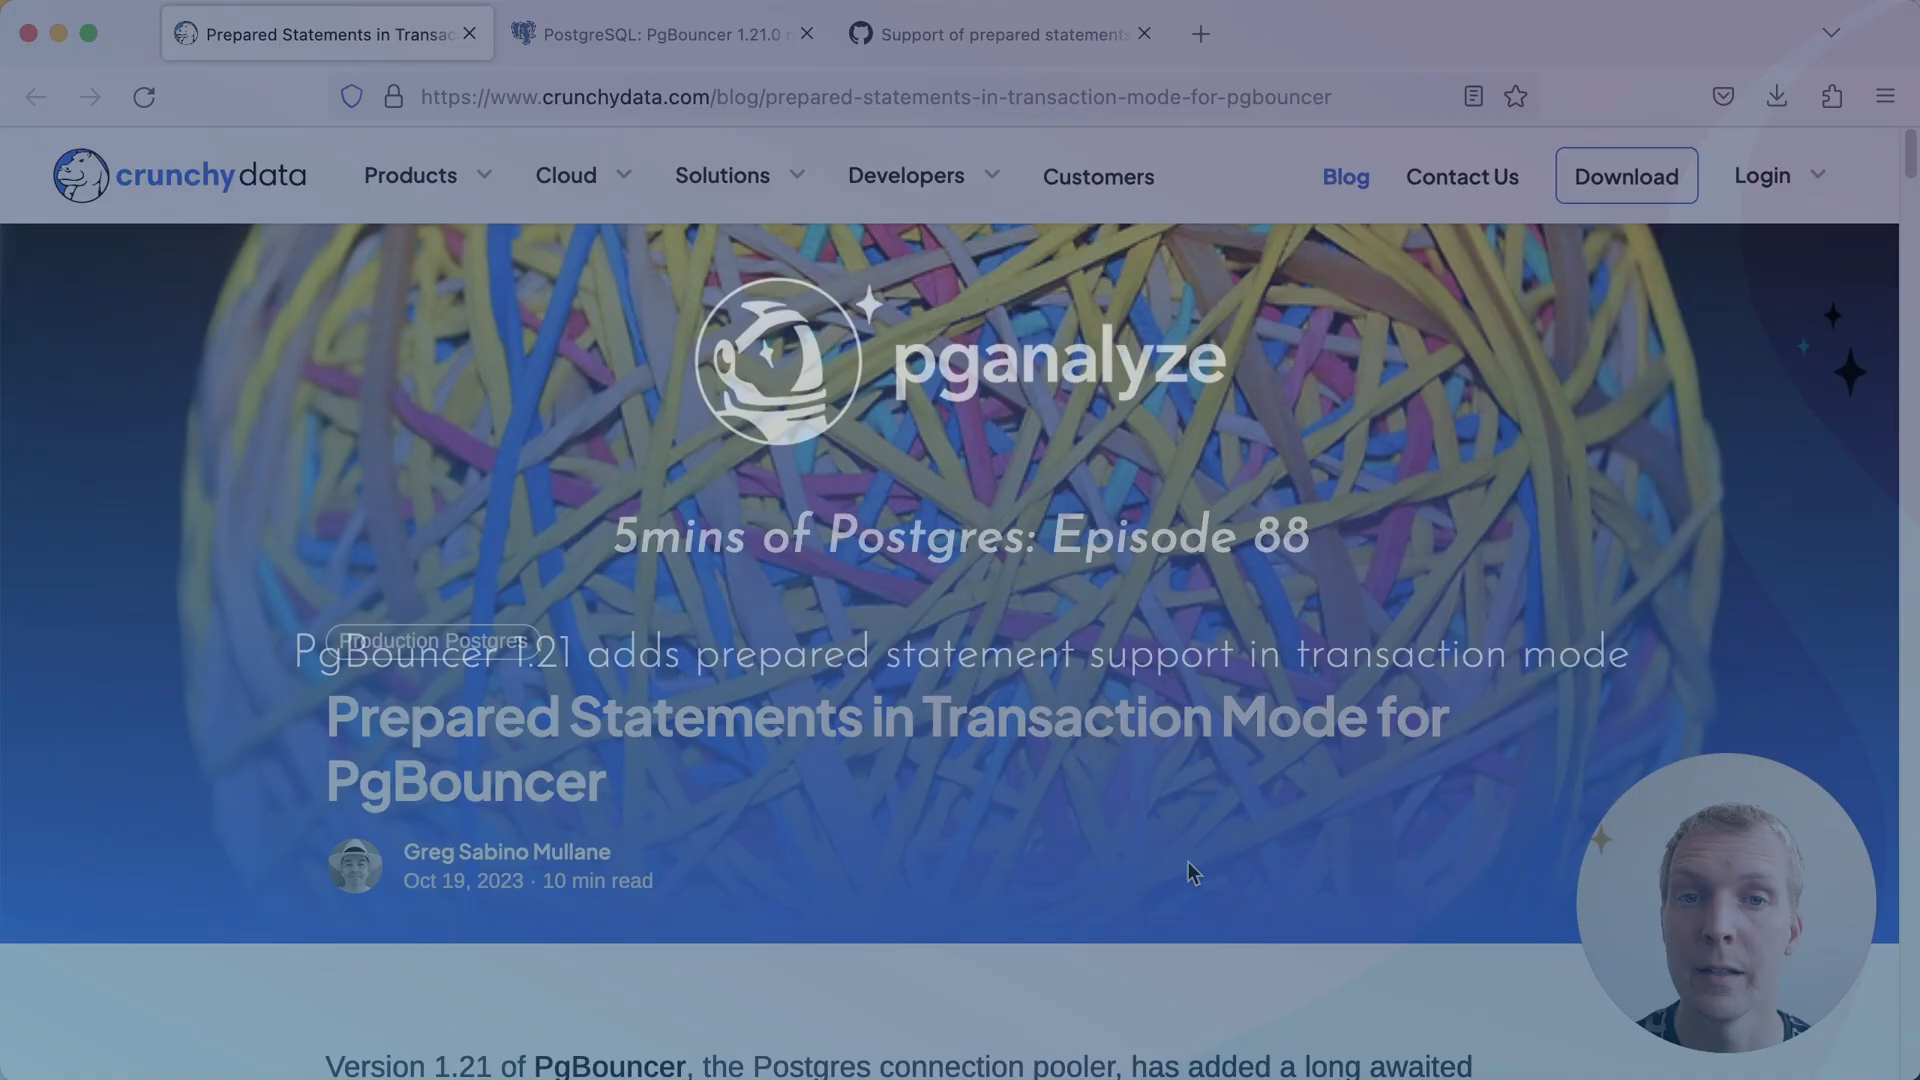 Prepared Statements in Transac
PostgreSQL: PgBouncer 1.21.0
Support of prepared statements
https://www.crunchydata.com/blog/prepared-statements-in-transaction-mode-for-pgbouncer
crunchydata
Products
Cloud
Solutions
Developers
Customers
Blog
Contact Us
Download
Login
pganalyze
5mins of Postgres: Episode 88
Production Postgres
PgBouncer 1.21 adds prepared statement support in transaction mode
Prepared Statements in Transaction Mode for
PgBouncer
Greg Sabino Mullane
Oct 19, 2023 · 10 min read
Version 1.21 of PgBouncer, the Postgres connection pooler, has added a long awaited